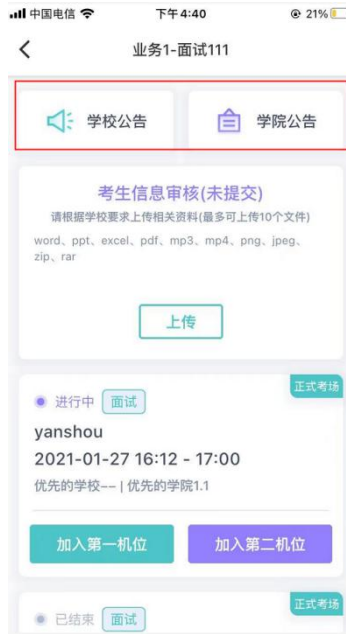 中国电信 下午4:40 21%
业务1-面试111
学校公告 学院公告
考生信息审核(未提交)
请根据学校要求上传相关资料(最多可上传10个文件)
word、ppt、excel、pdf、mp3、mp4、png、jpeg、
zip、rar
上传
正式考场
进行中 面试
yanshou
2021-01-27 16:12 - 17:00
优先的学校-- | 优先的学院1.1
加入第一机位 加入第二机位
正式考场
已结束 面试